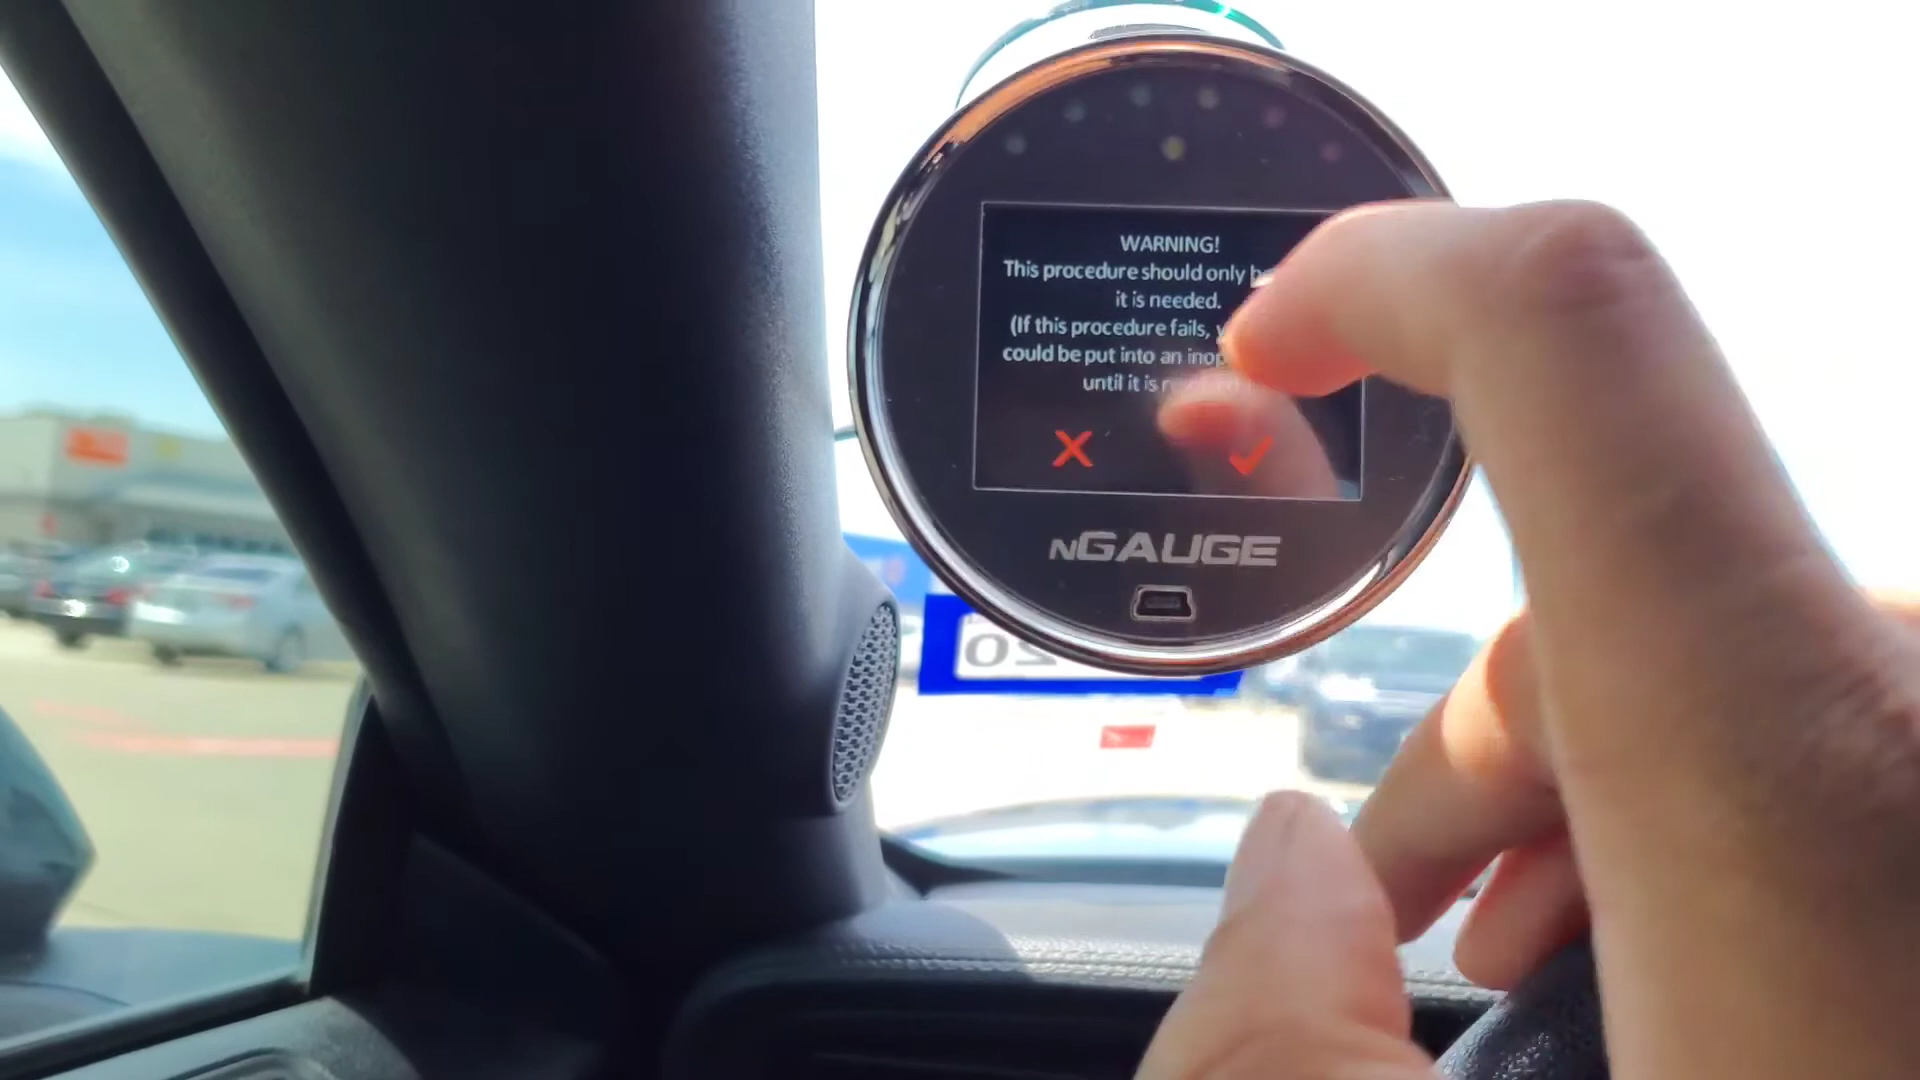 WARNING!
This procedure should only
it is needed.
(If this procedure fails,
could be put into an
until it is
nGAUGE
20